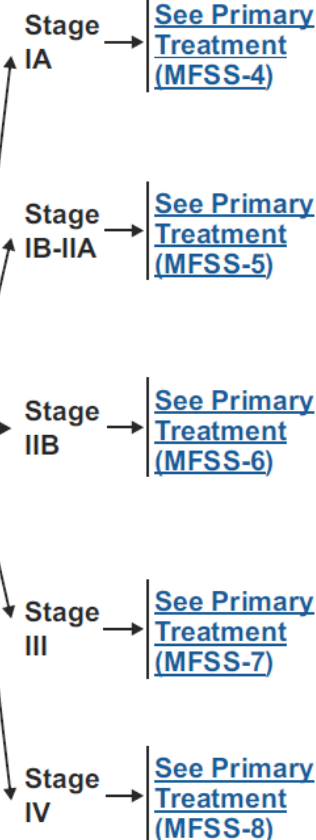 Stage
IA
See Primary
Treatment
(MFSS-4)
Stage
IB-IIA
See Primary
Treatment
(MFSS-5)
Stage
IIB
See Primary
Treatment
(MFSS-6)
Stage
III
See Primary
Treatment
(MFSS-7)
Stage
IV
See Primary
Treatment
(MFSS-8)